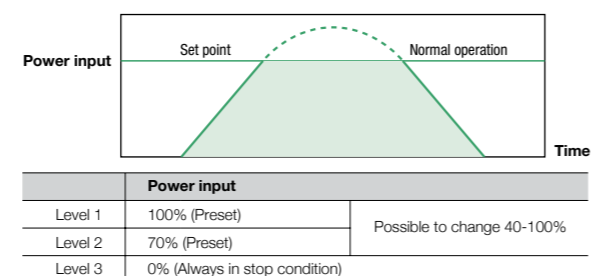 Set point
Normal operation
Power input
Time
Power input
Level 1 100% (Preset) Possible to change 40-100%
Level 2 70% (Preset)
Level 3 0% (Always in stop condition)